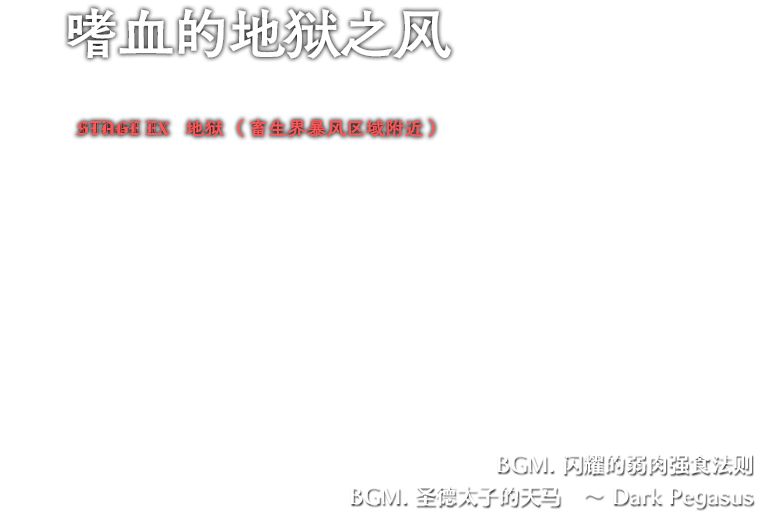 嗜血的地狱之风
STAGE EX 地狱（畜生界暴风区域附近）
BGM. 闪耀的弱肉强食法则
BGM. 圣德太子的天马 ～ Dark Pegasus